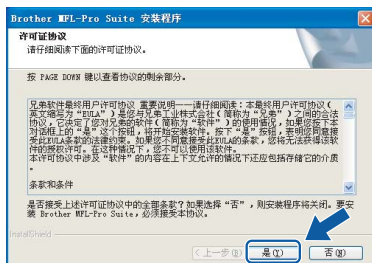 Brother MFL-Pro Suite 安装程序
许可证协议
请仔细阅读下面的许可证协议。
按 PAGE DOWN 键以查看协议的剩余部分。
兄弟软件最终用户许可协议 重要说明——请仔细阅读：本最终用户许可协议（
英文缩写为“EULA”）是您与兄弟工业株式会社（简称为“兄弟”）之间的合法
协议，它决定了您对兄弟的软件（简称为“软件”）的使用情况，如果您按下本
对话框上的“是”这个按钮，将开始安装软件。按下“是”按钮，表明您同意接
受此EULA条款的法律约束。如果您不同意接受此EULA的条款，您将无法获得该软
件的授权许可。在这种情况下，您不可以使用该软件。
本许可协议中涉及“软件”的内容在上下文允许的情况下还应包括存储它的介质
。
条款和条件
是否接受上述许可证协议中的全部条款？如果选择“否”，则安装程序将关闭。要安
装 Brother MFL-Pro Suite，必须接受本协议。
InstallShield
< 上一步(B)
是(Y)
否(N)